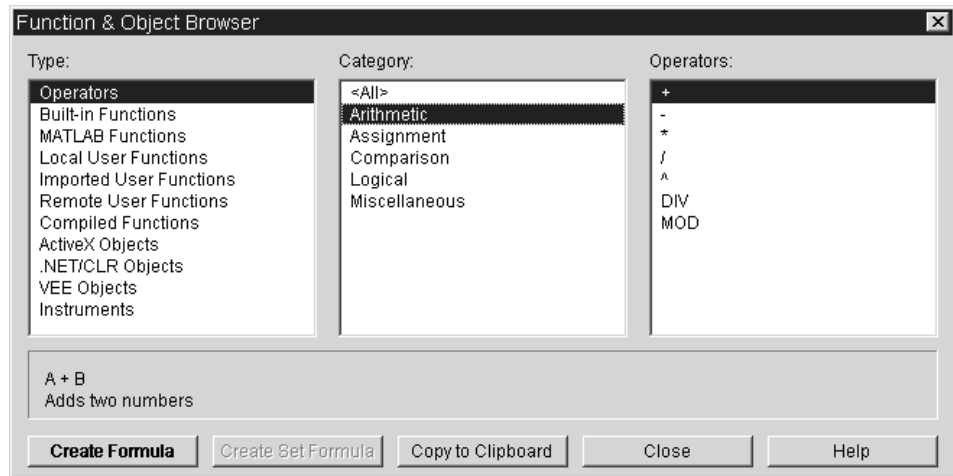 Function & Object Browser
Type:
Operators
Built-in Functions
MATLAB Functions
Local User Functions
Imported User Functions
Remote User Functions
Compiled Functions
ActiveX Objects
.NET/CLR Objects
VEE Objects
Instruments
Category:
<All>
Arithmetic
Assignment
Comparison
Logical
Miscellaneous
Operators:
+
-
*
/
^
DIV
MOD
A + B
Adds two numbers
Create Formula
Create Set Formula
Copy to Clipboard
Close
Help